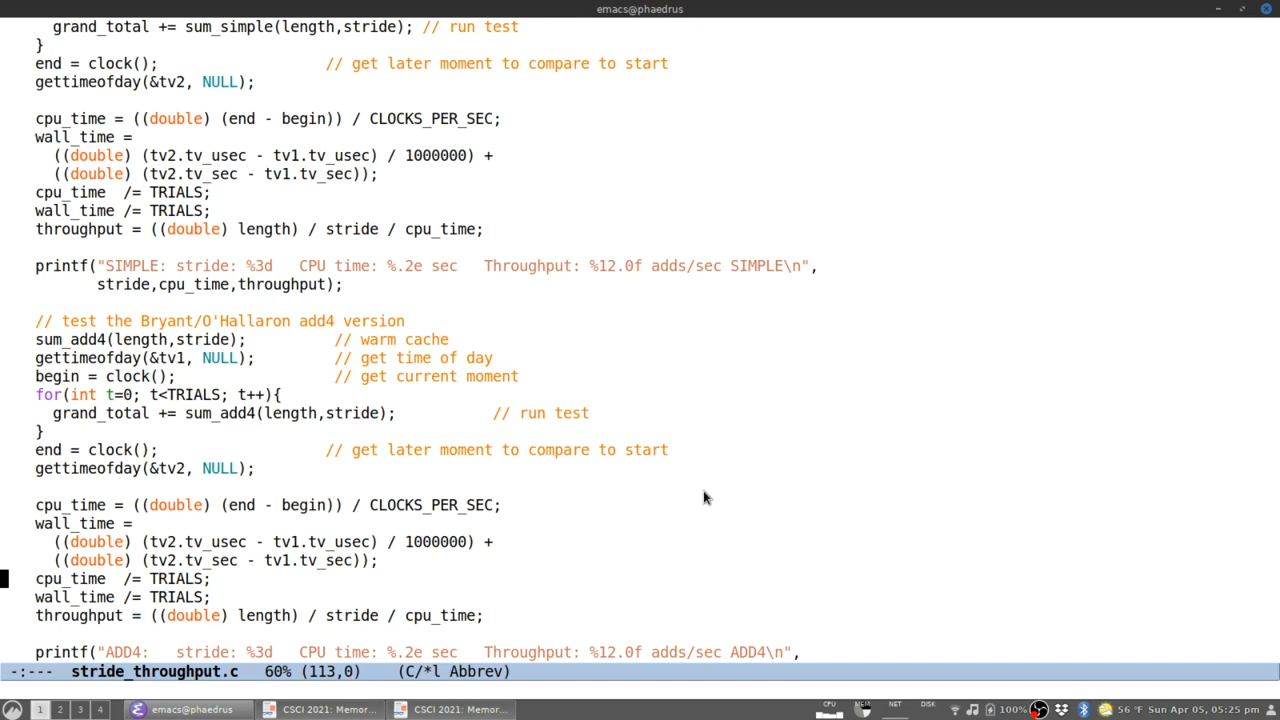 emacs@phaedrus
grand_total += sum_simple(length,stride); // run test
}
end = clock(); // get later moment to compare to start
gettimeofday(&tv2, NULL);
cpu_time = ((double) (end - begin)) / CLOCKS_PER_SEC;
wall_time =
((double) (tv2.tv_usec - tv1.tv_usec) / 1000000) +
((double) (tv2.tv_sec - tv1.tv_sec));
cpu_time /= TRIALS;
wall_time /= TRIALS;
throughput = ((double) length) / stride / cpu_time;
printf("SIMPLE: stride: %3d CPU time: %.2e sec Throughput: %12.0f adds/sec SIMPLE\n",
stride,cpu_time,throughput);
// test the Bryant/O'Hallaron add4 version
sum_add4(length,stride); // warm cache
gettimeofday(&tv1, NULL); // get time of day
begin = clock(); // get current moment
for(int t=0; t<TRIALS; t++){
grand_total += sum_add4(length,stride); // run test
}
end = clock(); // get later moment to compare to start
gettimeofday(&tv2, NULL);
cpu_time = ((double) (end - begin)) / CLOCKS_PER_SEC;
wall_time =
((double) (tv2.tv_usec - tv1.tv_usec) / 1000000) +
((double) (tv2.tv_sec - tv1.tv_sec));
cpu_time /= TRIALS;
wall_time /= TRIALS;
throughput = ((double) length) / stride / cpu_time;
printf("ADD4: stride: %3d CPU time: %.2e sec Throughput: %12.0f adds/sec ADD4\n",
-:--- stride_throughput.c 60% (113,0) (C/*l Abbrev)
1 2 3 4 emacs@phaedrus CSCI 2021: Memor... CSCI 2021: Memor... CPU MEM NET DISK 100% 56 °F Sun Apr 05, 05:25 pm